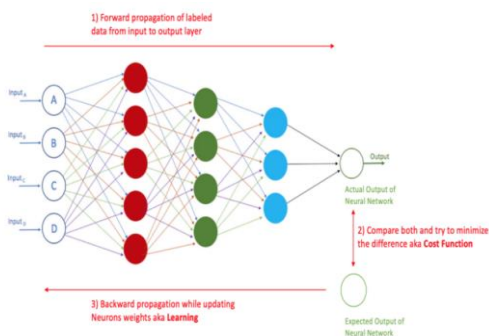 1) Forward propagation of labeled
data from input to output layer
Input A
A
Input B
B
Input C
C
Input D
D
Output
Actual Output of
Neural Network
2) Compare both and try to minimize
the difference aka Cost Function
3) Backward propagation while updating
Neurons weights aka Learning
Expected Output of
Neural Network